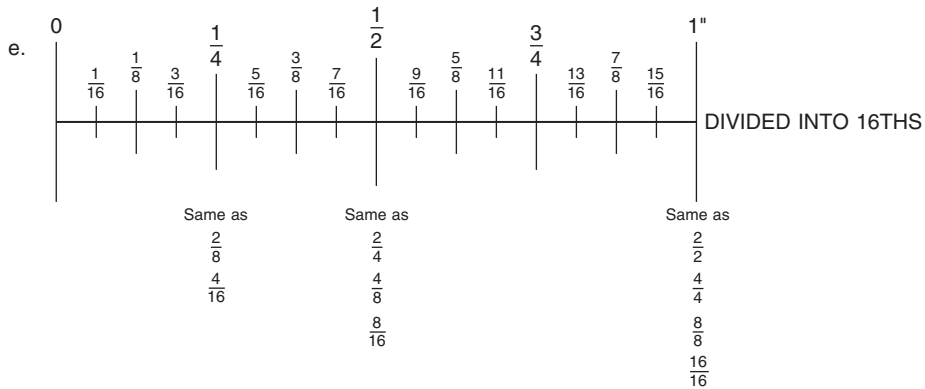 e.
0 1/16 1/8 3/16 1/4 5/16 3/8 7/16 1/2 9/16 5/8 11/16 3/4 13/16 7/8 15/16 1"
DIVIDED INTO 16THS
Same as
2/8
4/16
Same as
2/4
4/8
8/16
Same as
2/2
4/4
8/8
16/16